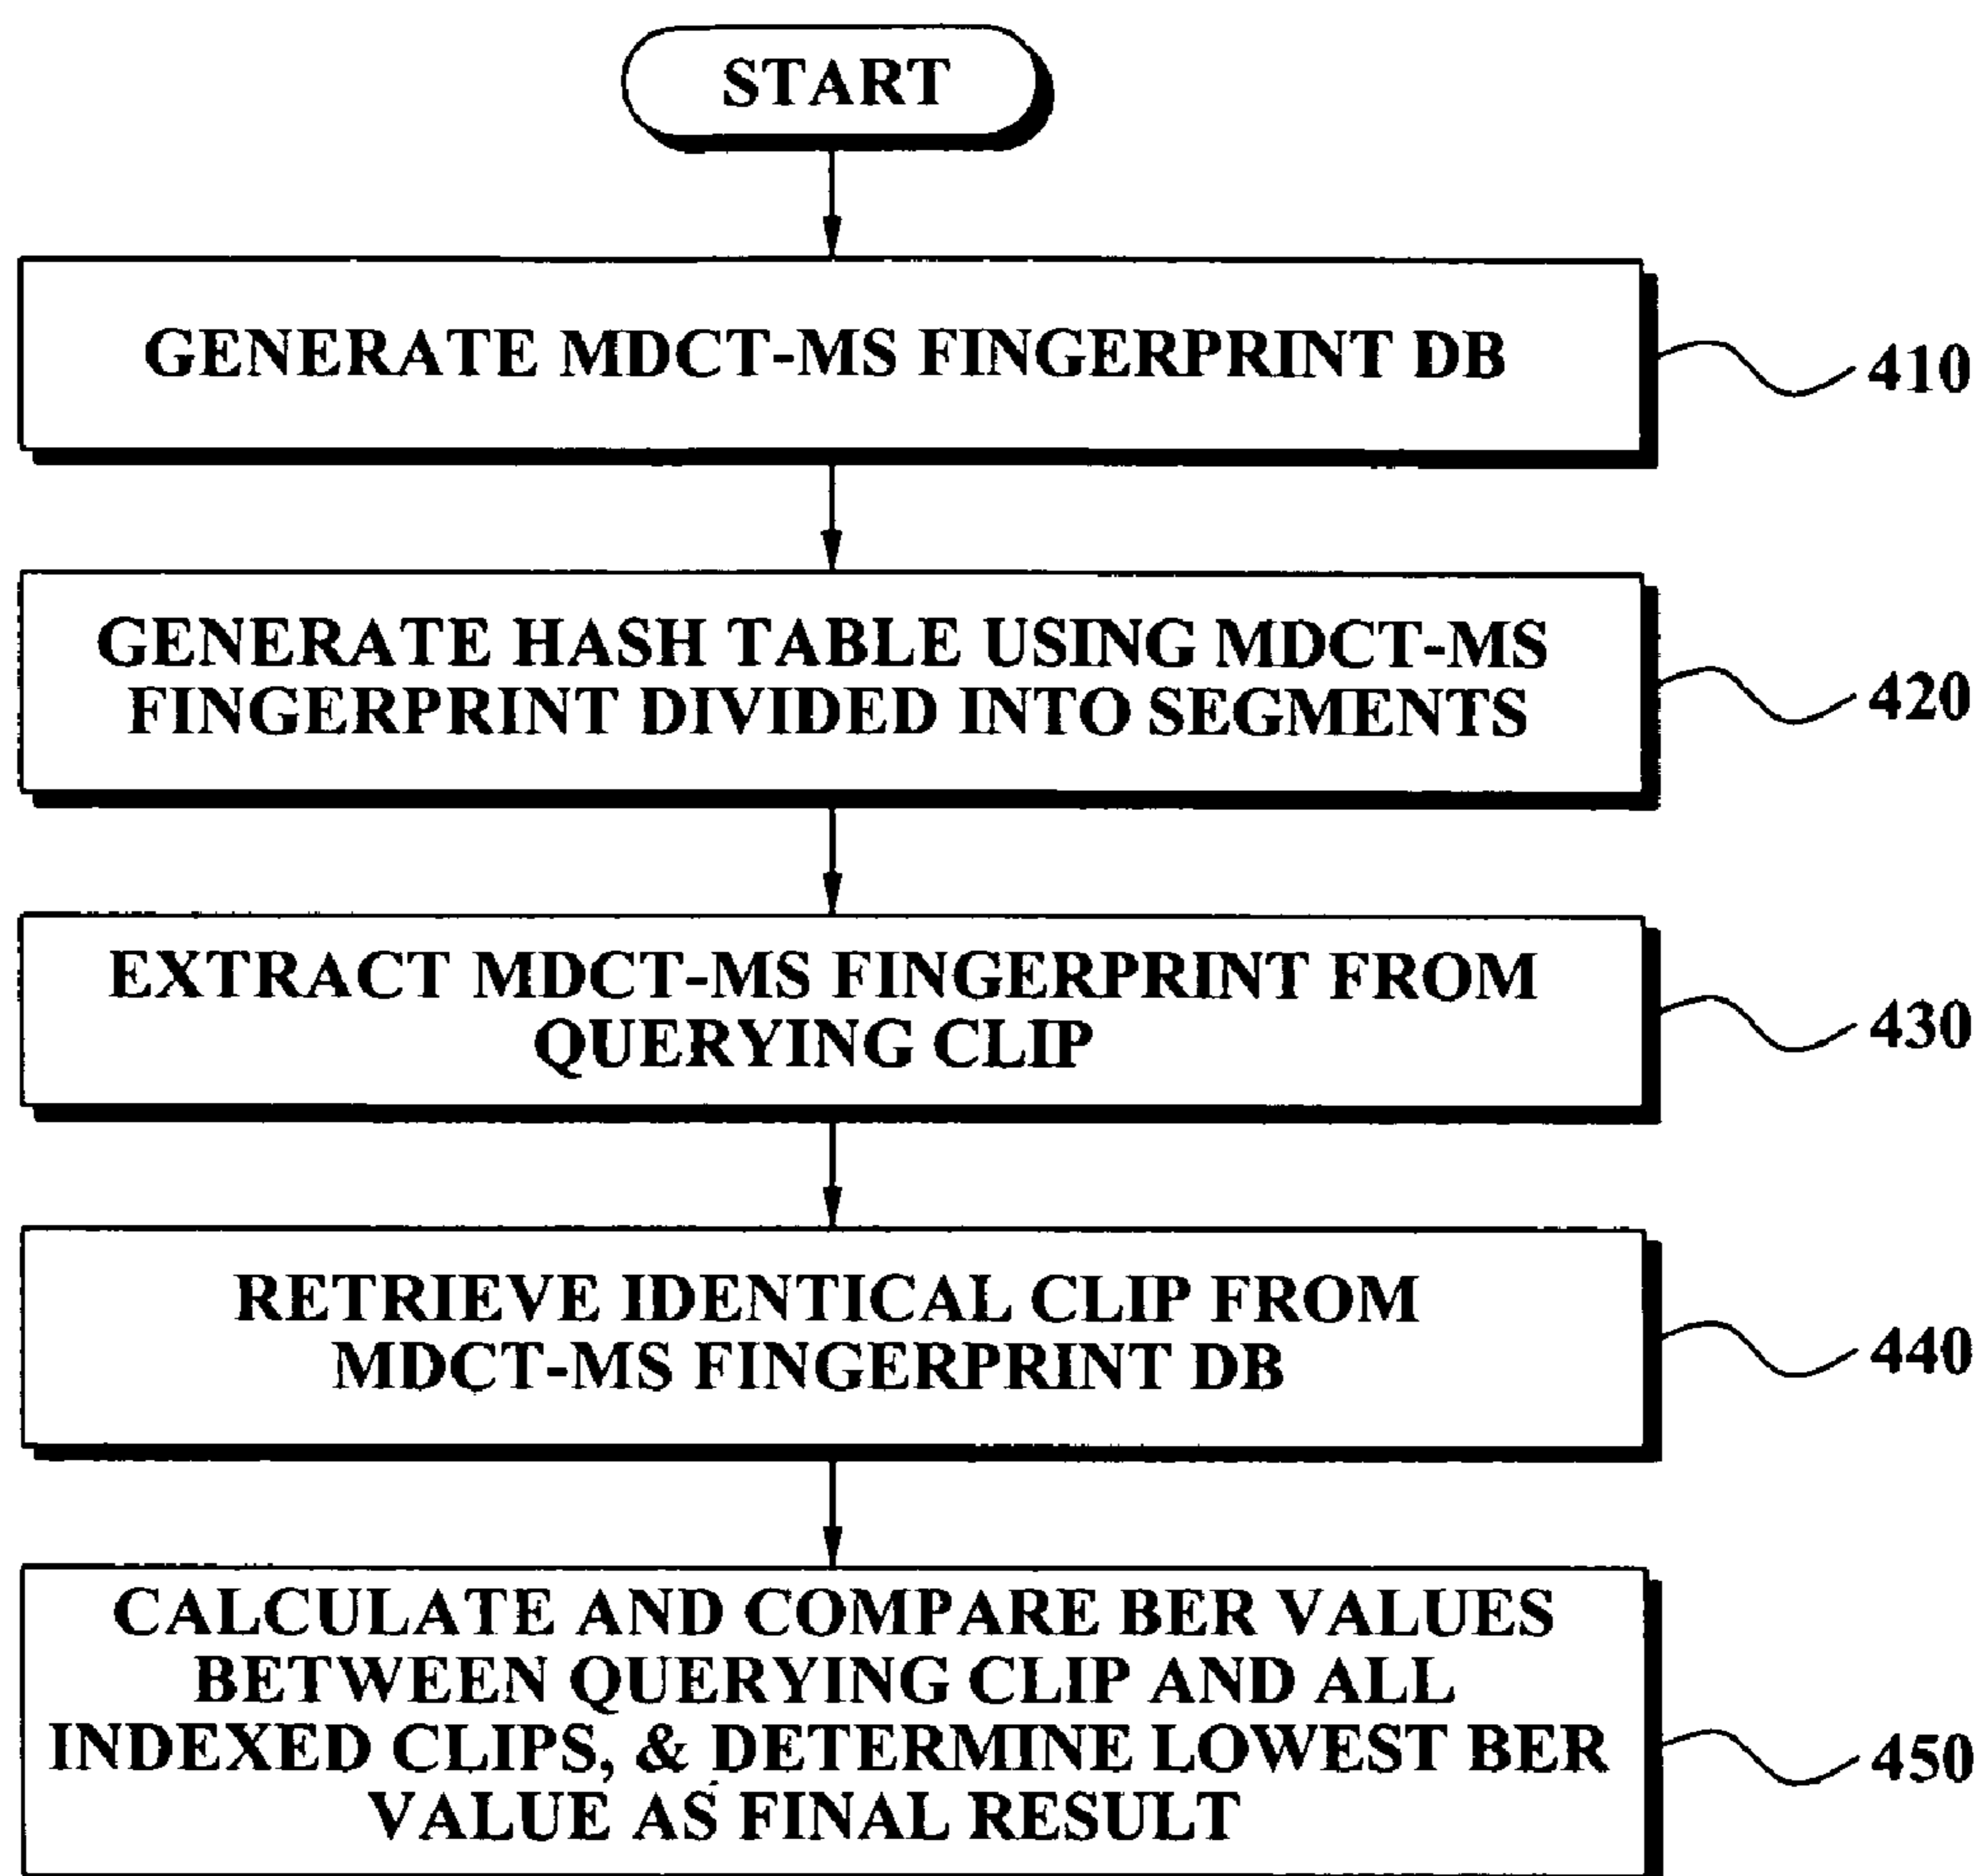 START
GENERATE MDCT-MS FINGERPRINT DB
410
GENERATE HASH TABLE USING MDCT-MS
FINGERPRINT DIVIDED INTO SEGMENTS
420
EXTRACT MDCT-MS FINGERPRINT FROM
QUERYING CLIP
430
RETRIEVE IDENTICAL CLIP FROM
MDCT-MS FINGERPRINT DB
440
CALCULATE AND COMPARE BER VALUES
BETWEEN QUERYING CLIP AND ALL
INDEXED CLIPS, & DETERMINE LOWEST BER
VALUE AS FINAL RESULT
450